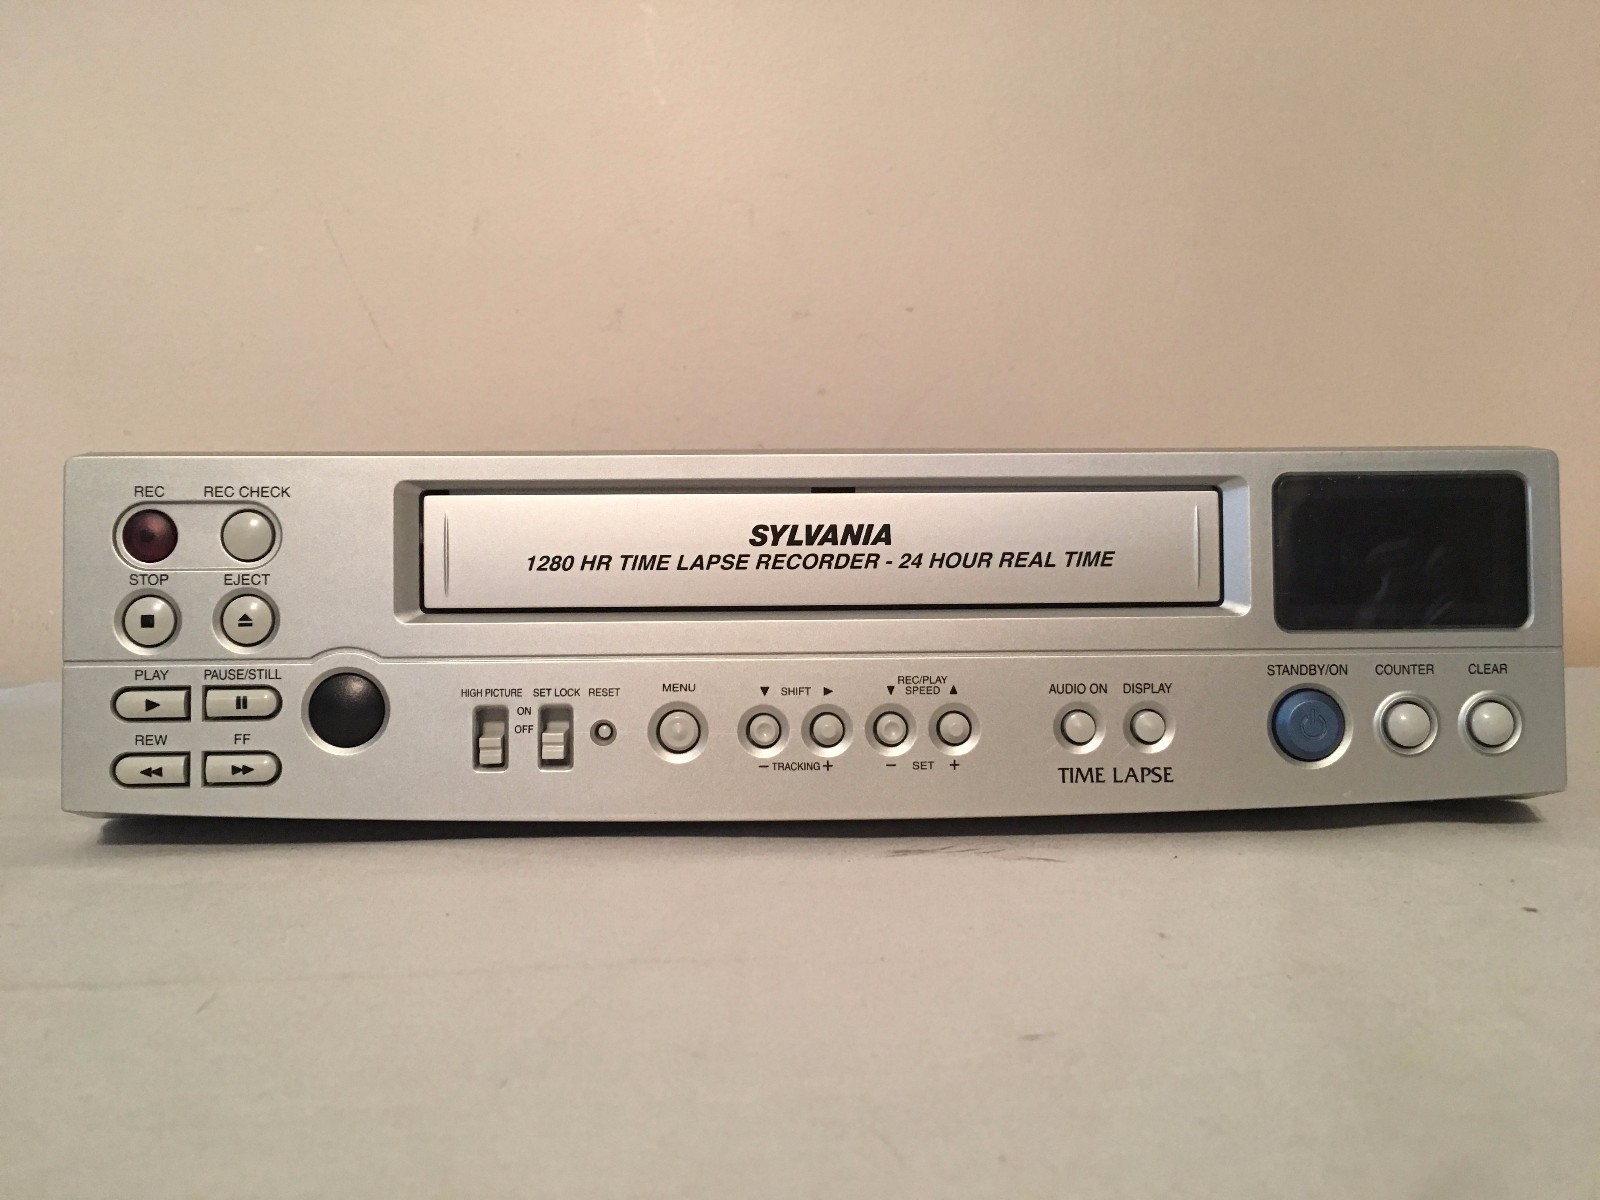 REC REC CHECK
STOP EJECT
PLAY PAUSE/STILL
REW FF
SYLVANIA
1280 HR TIME LAPSE RECORDER - 24 HOUR REAL TIME
HIGH PICTURE SET LOCK RESET
ON
OFF
MENU
▼ SHIFT ▶
− TRACKING +
REC/PLAY
▼ SPEED ▲
− SET +
AUDIO ON DISPLAY
TIME LAPSE
STANDBY/ON COUNTER CLEAR